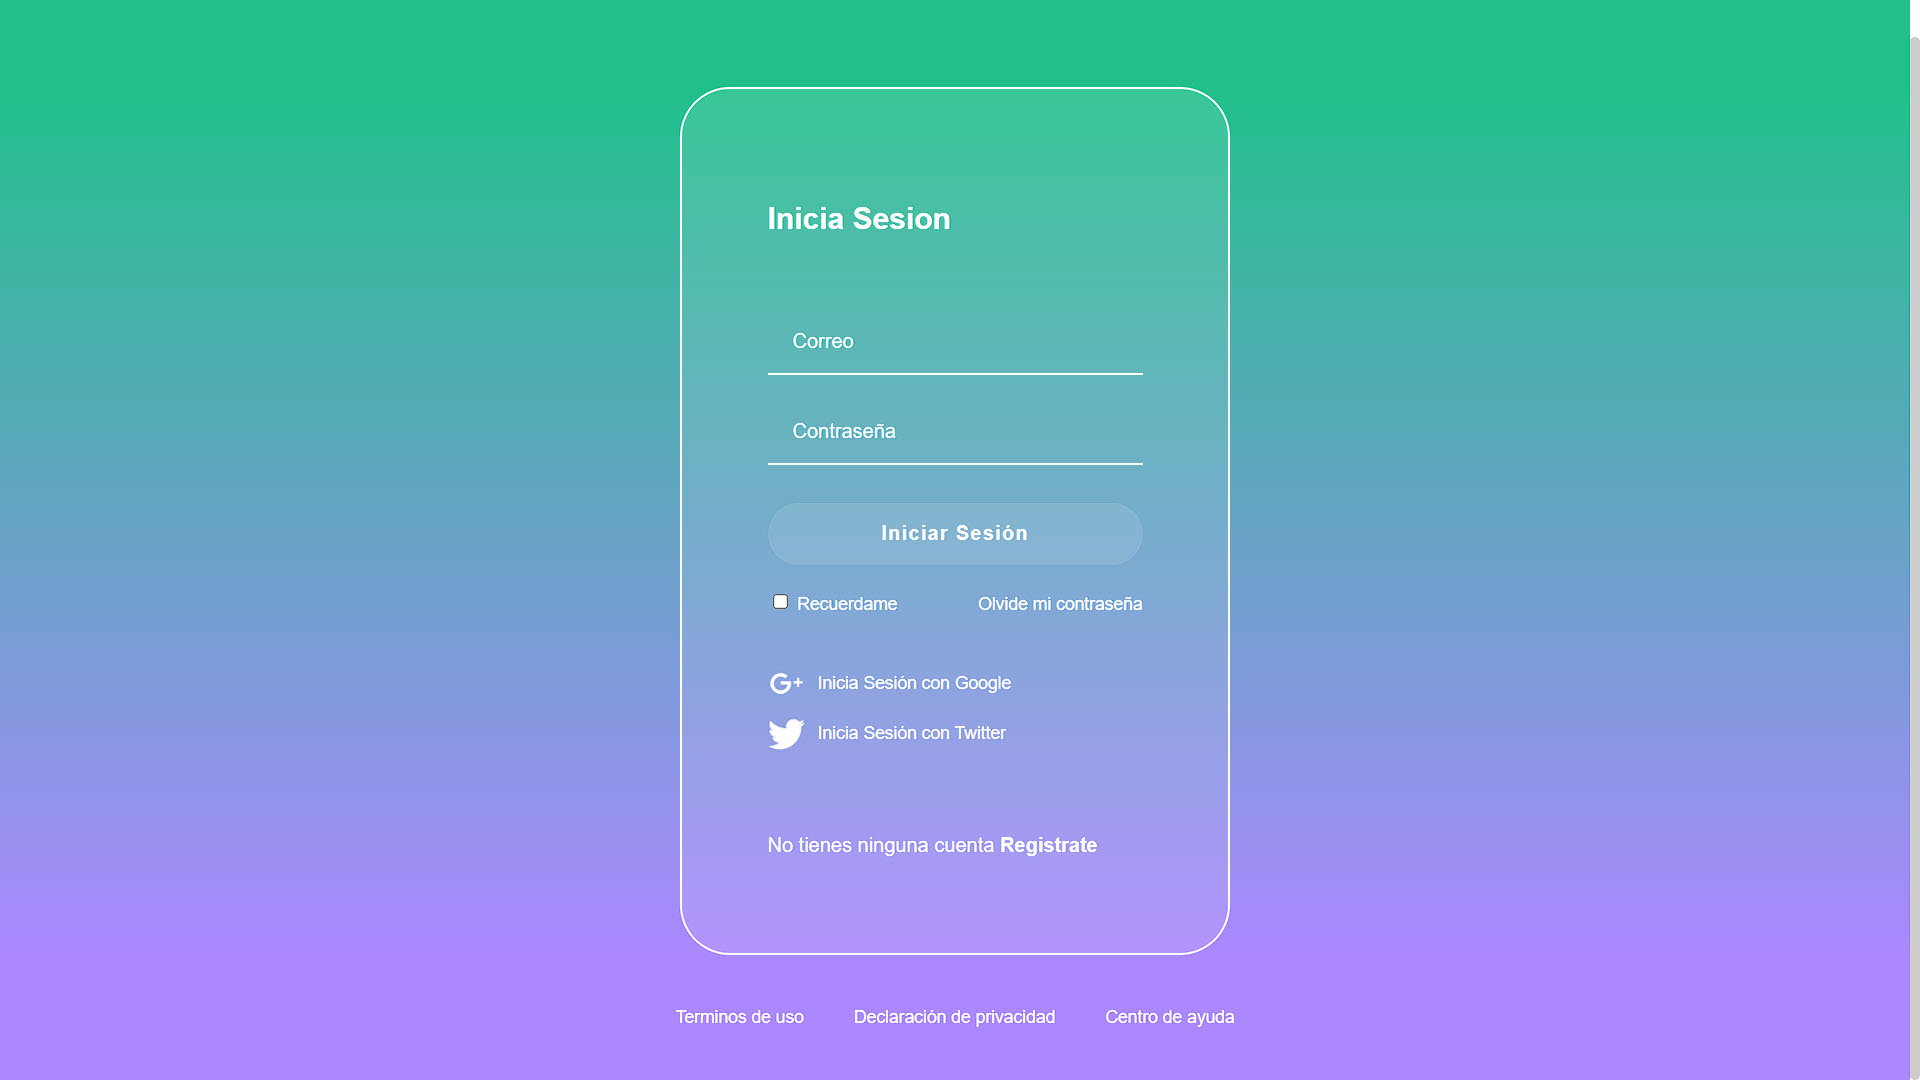 Inicia Sesion
Correo
Contraseña
Iniciar Sesión
Recuerdame Olvide mi contraseña
G+ Inicia Sesión con Google
Inicia Sesión con Twitter
No tienes ninguna cuenta Registrate
Terminos de uso Declaración de privacidad Centro de ayuda